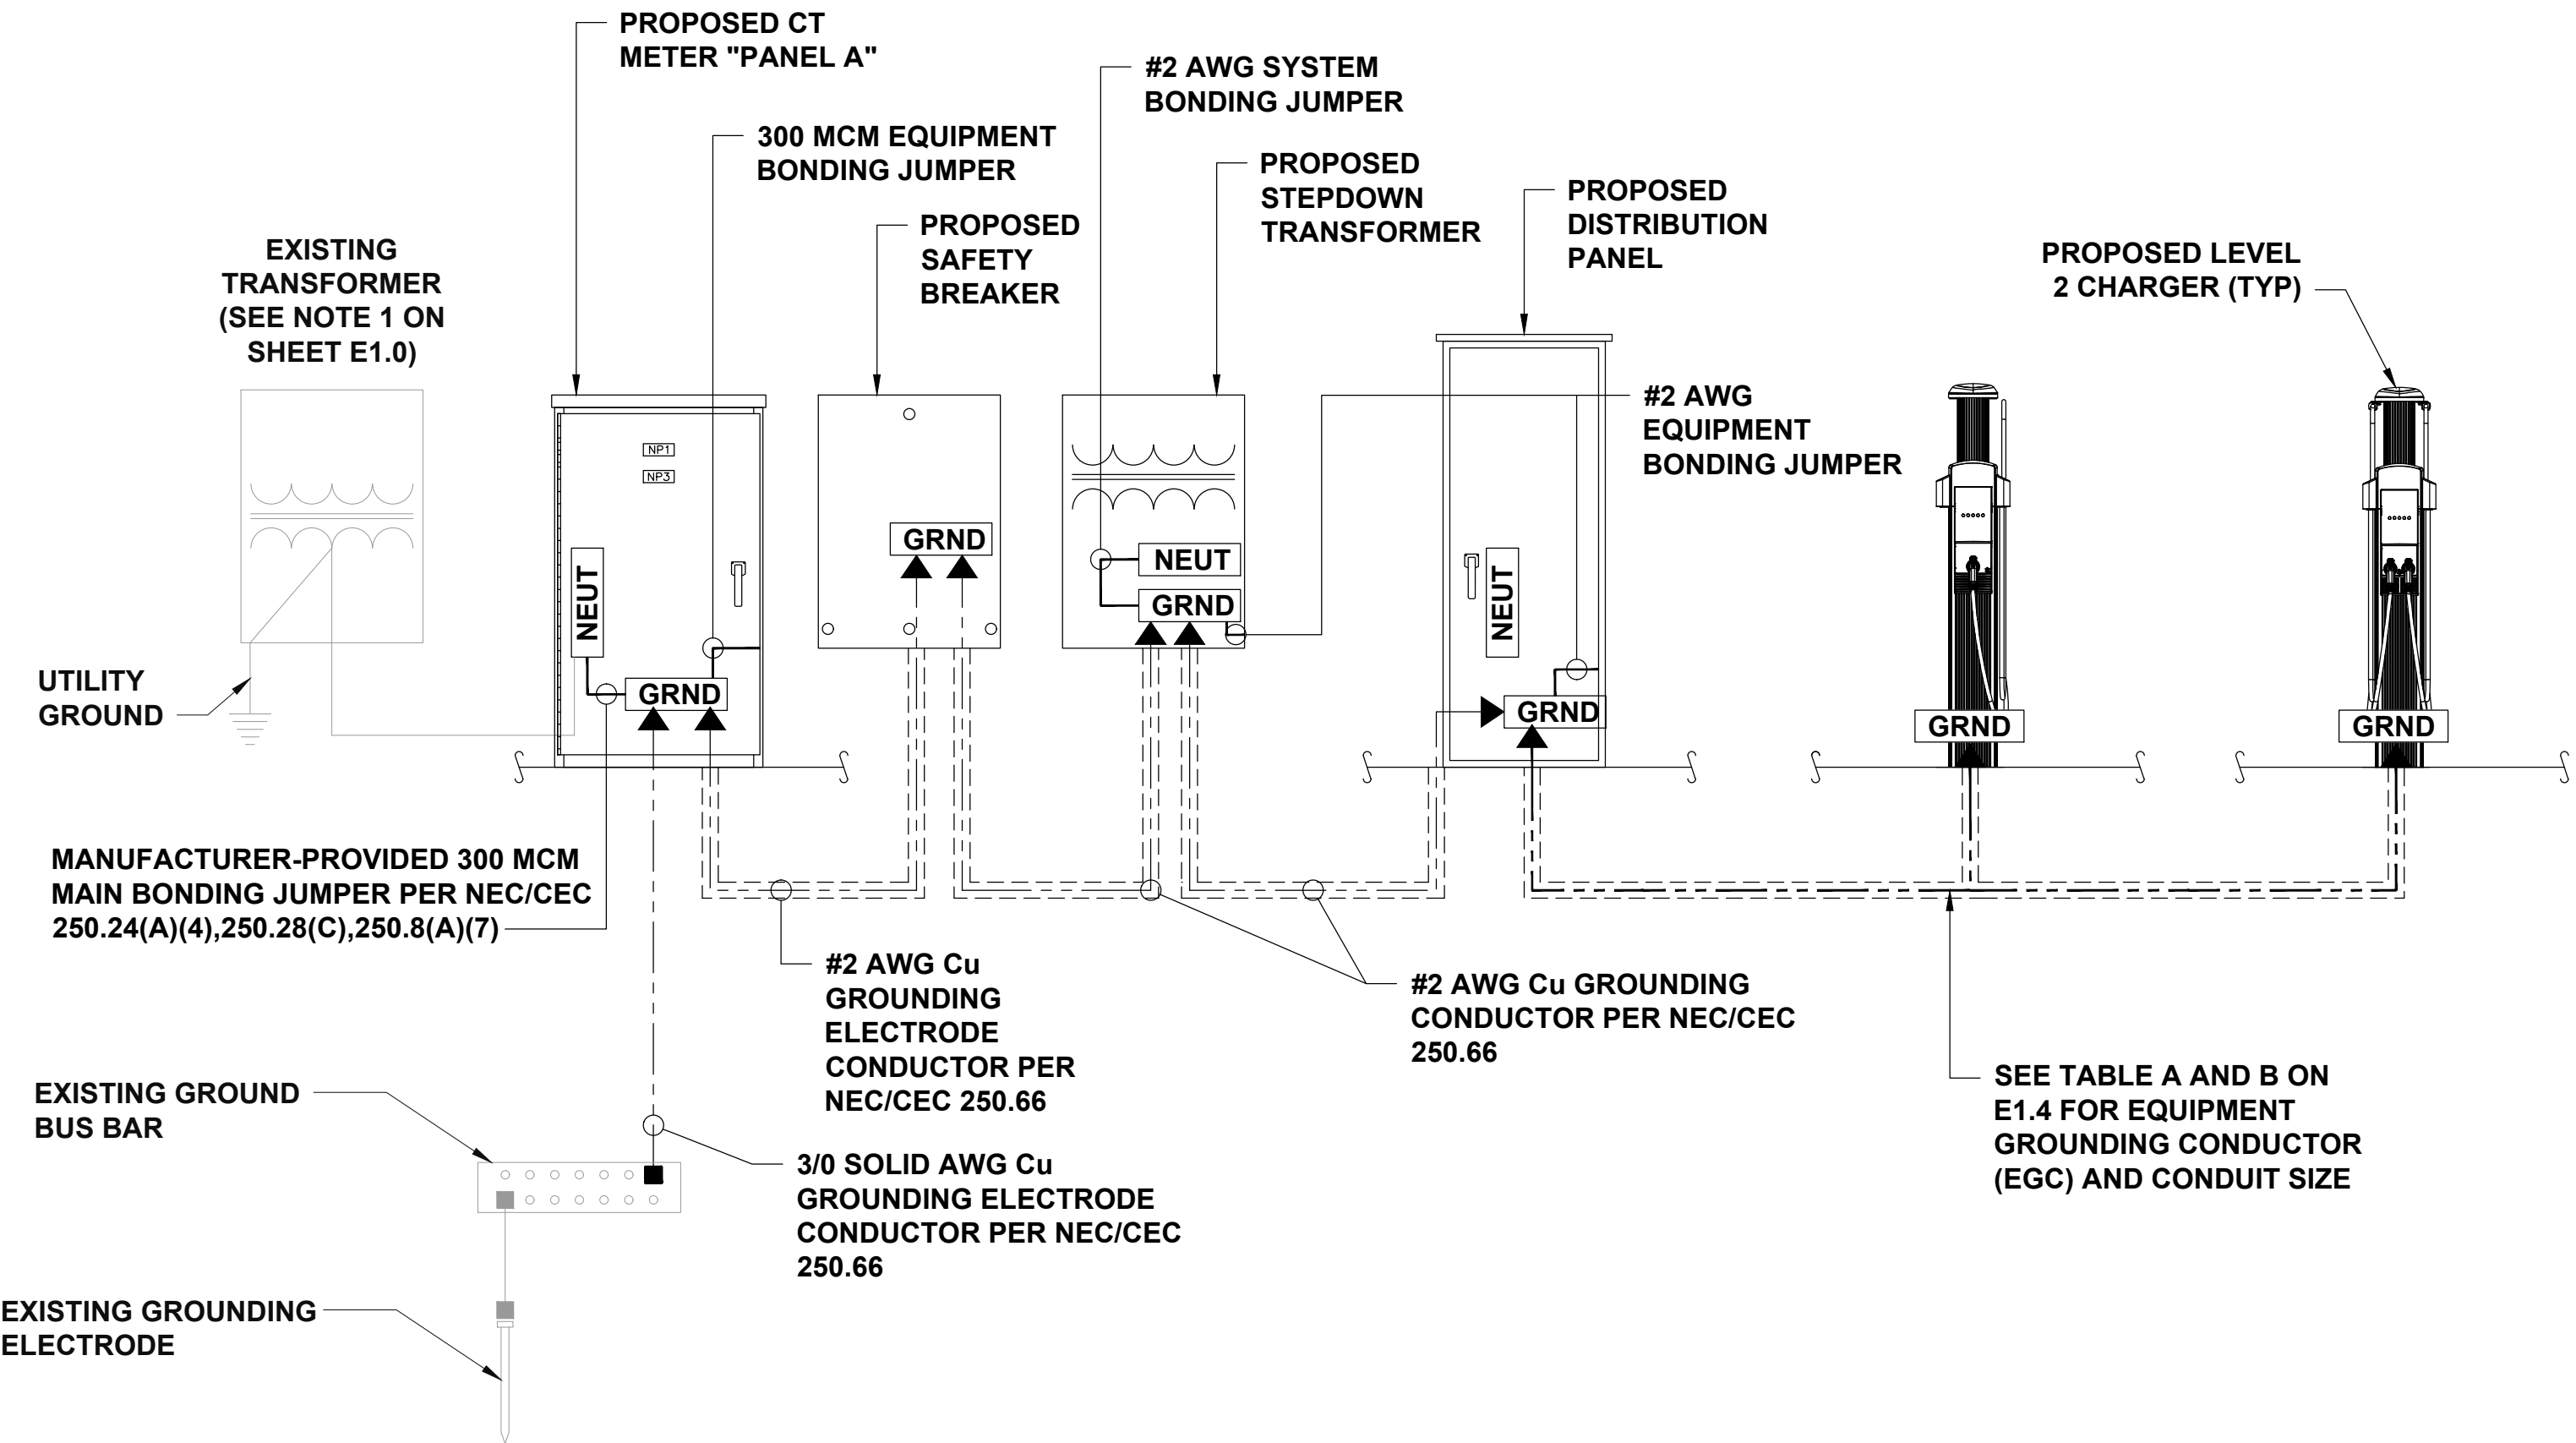 PROPOSED CT
METER "PANEL A"
#2 AWG SYSTEM
BONDING JUMPER
300 MCM EQUIPMENT
BONDING JUMPER
PROPOSED
STEPDOWN
TRANSFORMER
PROPOSED
DISTRIBUTION
PANEL
PROPOSED
SAFETY
BREAKER
EXISTING
TRANSFORMER
(SEE NOTE 1 ON
SHEET E1.0)
PROPOSED LEVEL
2 CHARGER (TYP)
#2 AWG
EQUIPMENT
BONDING JUMPER
NP1
NP3
NEUT
GRND
GRND
NEUT
GRND
NEUT
GRND
GRND
GRND
UTILITY
GROUND
MANUFACTURER-PROVIDED 300 MCM
MAIN BONDING JUMPER PER NEC/CEC
250.24(A)(4),250.28(C),250.8(A)(7)
#2 AWG Cu
GROUNDING
ELECTRODE
CONDUCTOR PER
NEC/CEC 250.66
#2 AWG Cu GROUNDING
CONDUCTOR PER NEC/CEC
250.66
SEE TABLE A AND B ON
E1.4 FOR EQUIPMENT
GROUNDING CONDUCTOR
(EGC) AND CONDUIT SIZE
EXISTING GROUND
BUS BAR
3/0 SOLID AWG Cu
GROUNDING ELECTRODE
CONDUCTOR PER NEC/CEC
250.66
EXISTING GROUNDING
ELECTRODE